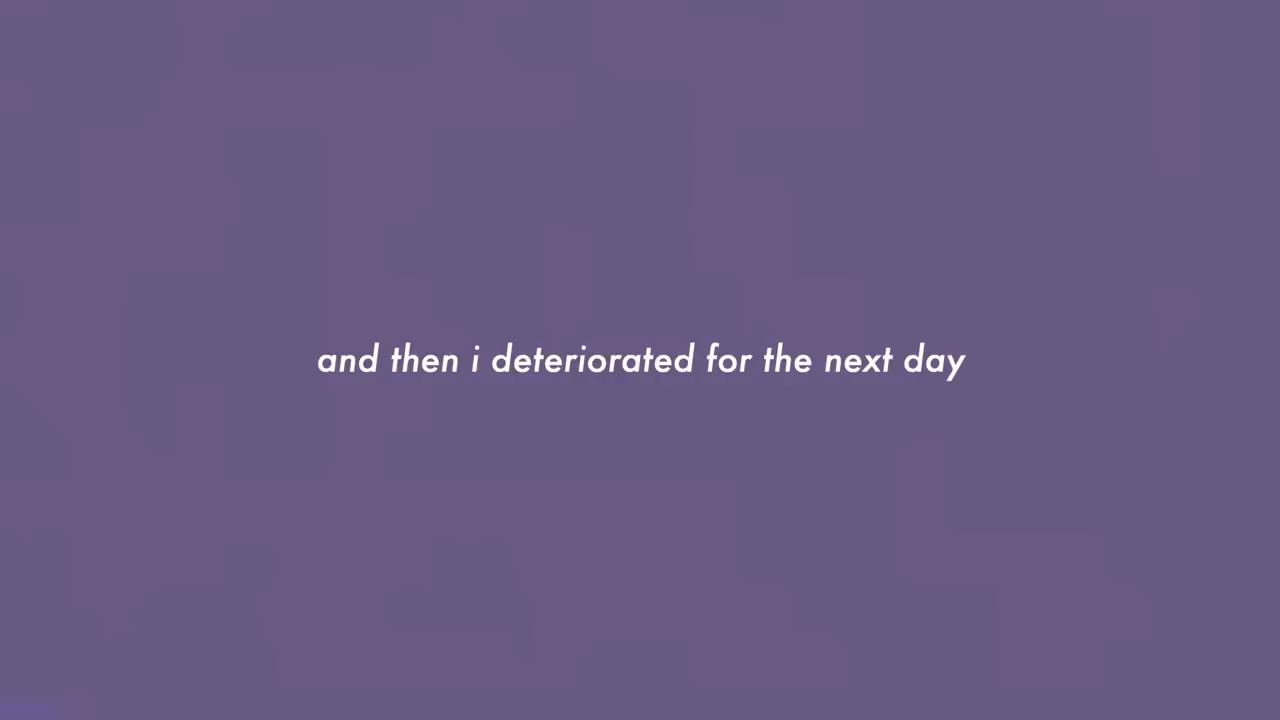 and then i deteriorated for the next day